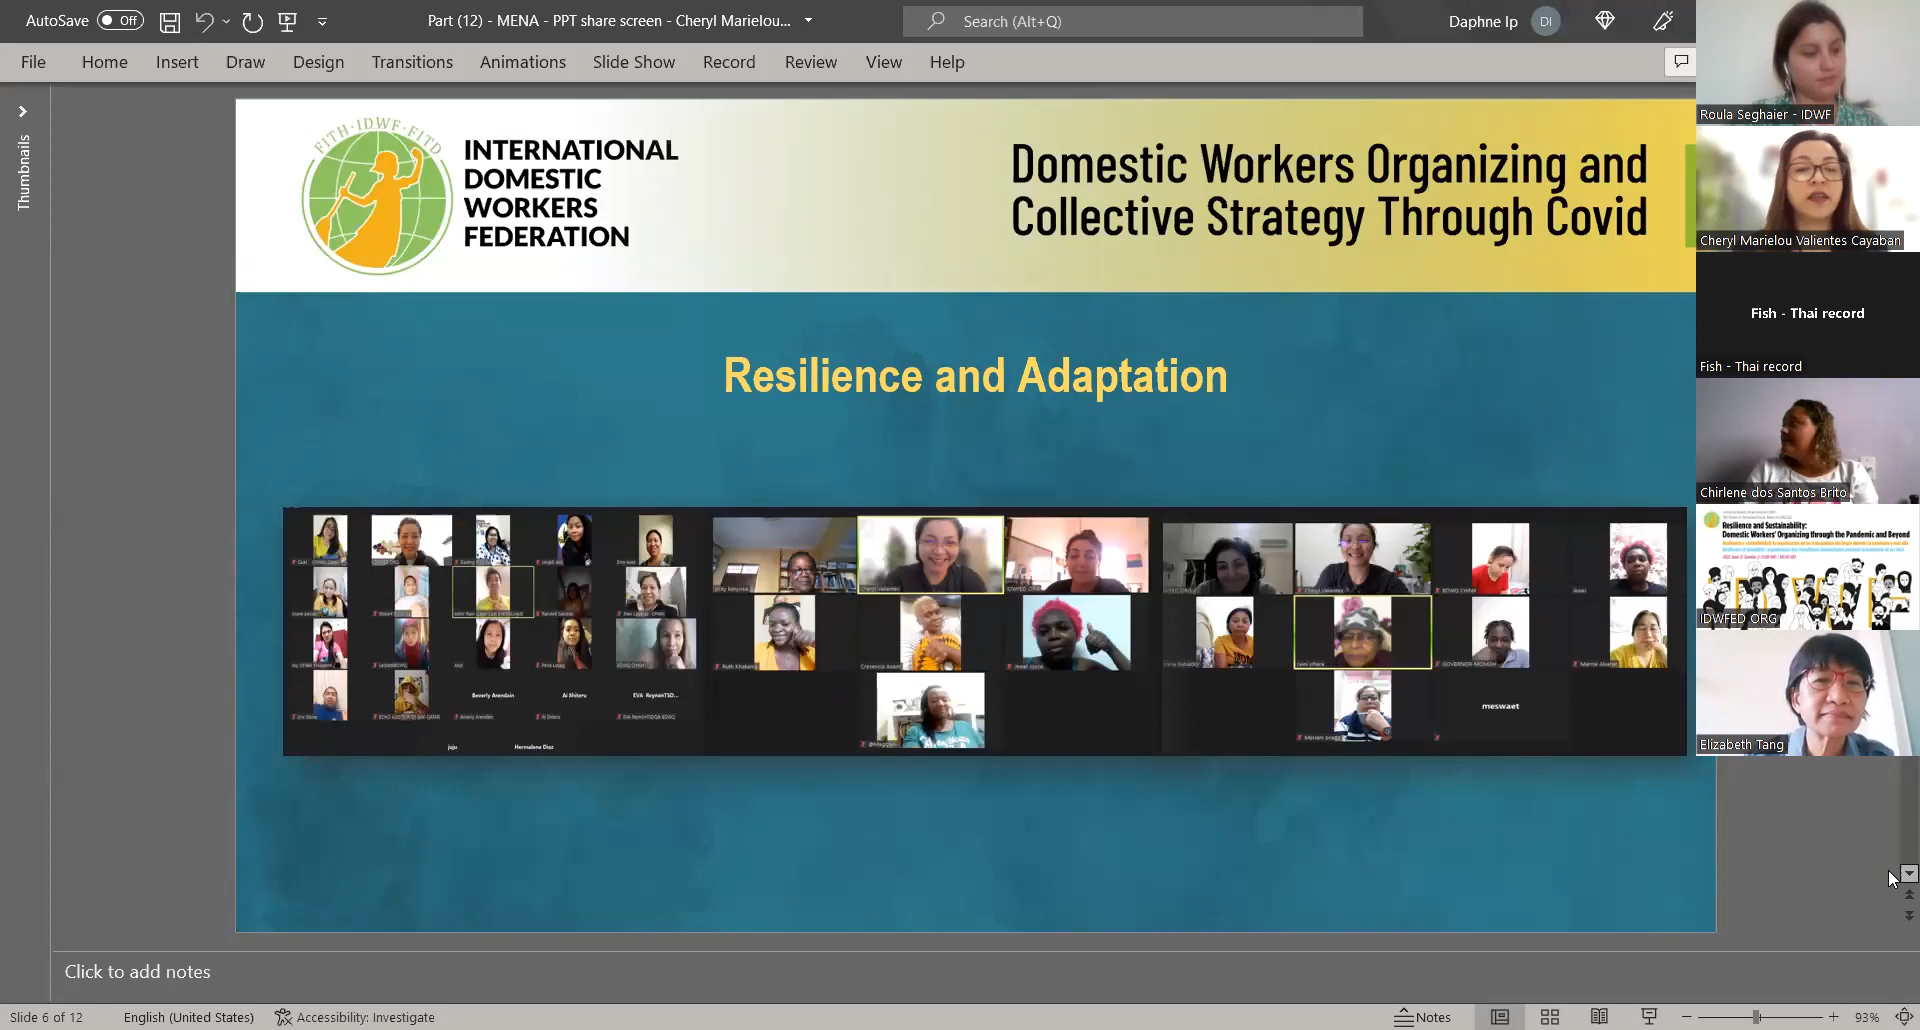 AutoSave
Off
Part (12) - MENA - PPT share screen - Cheryl Marielou...
Search (Alt+Q)
Daphne Ip
DI
File
Home
Insert
Draw
Design
Transitions
Animations
Slide Show
Record
Review
View
Help
Thumbnails
FITH·IDWF·FITD
INTERNATIONAL
DOMESTIC
WORKERS
FEDERATION
Domestic Workers Organizing and
Collective Strategy Through Covid
Resilience and Adaptation
Beverly Arendain
Ai Shiteru
EVA ReynonTSD...
juju
Hermalene Diaz
Ruth Khakame
meswaet
Roula Seghaier - IDWF
Cheryl Marielou Valientes Cayaban
Fish - Thai record
Fish - Thai record
Chirlene dos Santos Brito
Resilience and Sustainability:
Domestic Workers' Organizing through the Pandemic and Beyond
IDWFED ORG
Elizabeth Tang
Click to add notes
Slide 6 of 12
English (United States)
Accessibility: Investigate
Notes
93%